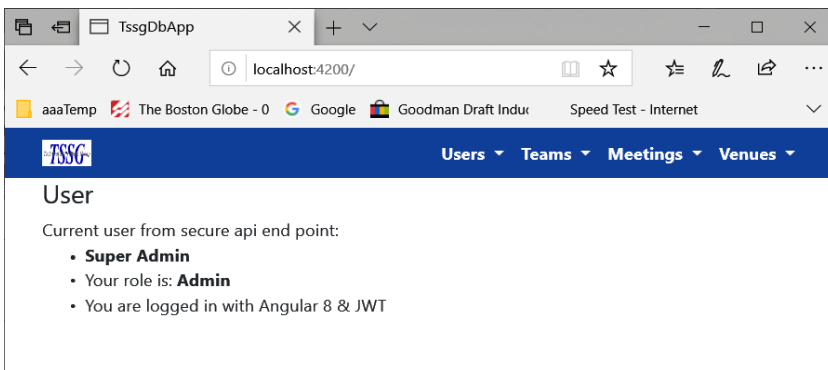 TssgDbApp
localhost:4200/
aaaTemp The Boston Globe - 0 Google Goodman Draft Induc Speed Test - Internet
TSSG Users Teams Meetings Venues
User
Current user from secure api end point:
• Super Admin
• Your role is: Admin
• You are logged in with Angular 8 & JWT